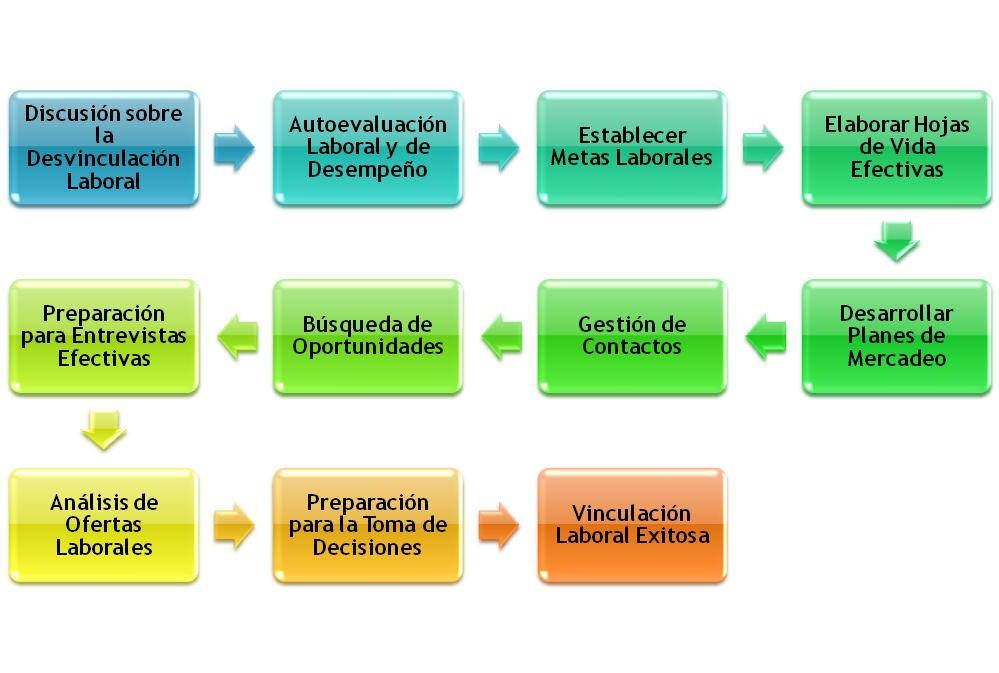 Discusión sobre
la
Desvinculación
Laboral
Autoevaluación
Laboral y de
Desempeño
Establecer
Metas Laborales
Elaborar Hojas
de Vida
Efectivas
Desarrollar
Planes de
Mercadeo
Gestión de
Contactos
Búsqueda de
Oportunidades
Preparación
para Entrevistas
Efectivas
Análisis de
Ofertas
Laborales
Preparación
para la Toma de
Decisiones
Vinculación
Laboral Exitosa